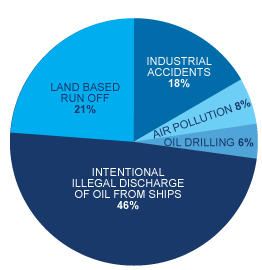 INDUSTRIAL
ACCIDENTS
18%
LAND BASED
RUN OFF
21%
AIR POLLUTION 8%
OIL DRILLING 6%
INTENTIONAL
ILLEGAL DISCHARGE
OF OIL FROM SHIPS
46%